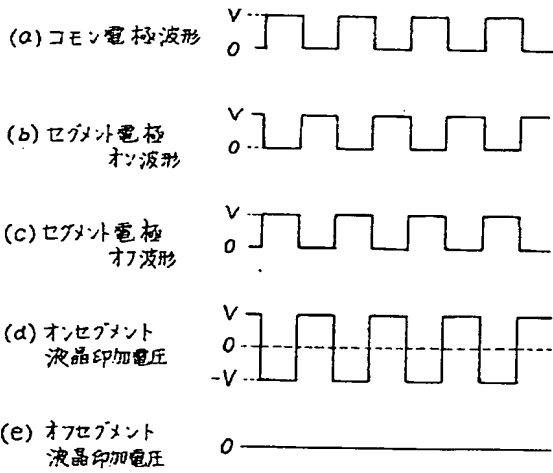 (a) コモン電極波形
V
0
(b) セグメント電極
オン波形
V
0
(c) セグメント電極
オフ波形
V
0
(d) オンセグメント
液晶印加電圧
V
0
-V
(e) オフセグメント
液晶印加電圧
0